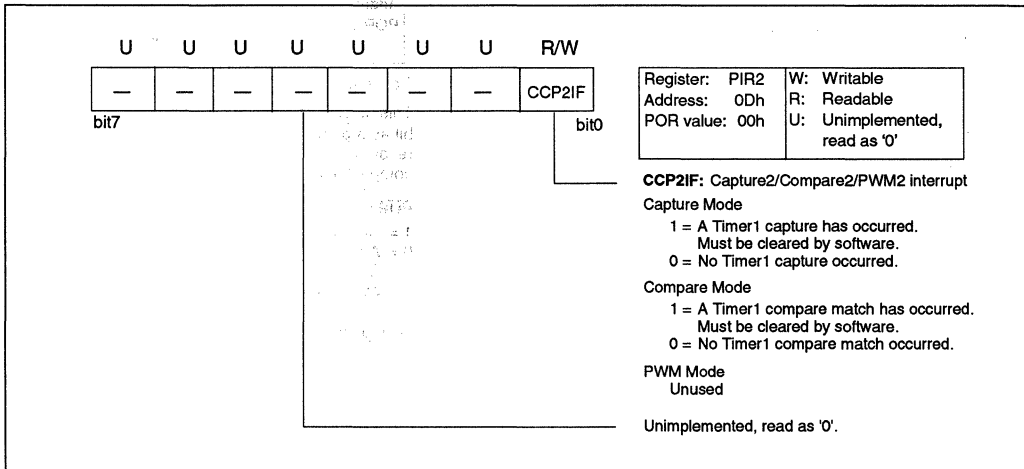 U U U U U U U R/W
— — — — — — — CCP2IF
bit7 bit0
Register: PIR2
Address: 0Dh
POR value: 00h
W: Writable
R: Readable
U: Unimplemented,
read as '0'
CCP2IF: Capture2/Compare2/PWM2 interrupt
Capture Mode
1 = A Timer1 capture has occurred.
Must be cleared by software.
0 = No Timer1 capture occurred.
Compare Mode
1 = A Timer1 compare match has occurred.
Must be cleared by software.
0 = No Timer1 compare match occurred.
PWM Mode
Unused
Unimplemented, read as '0'.